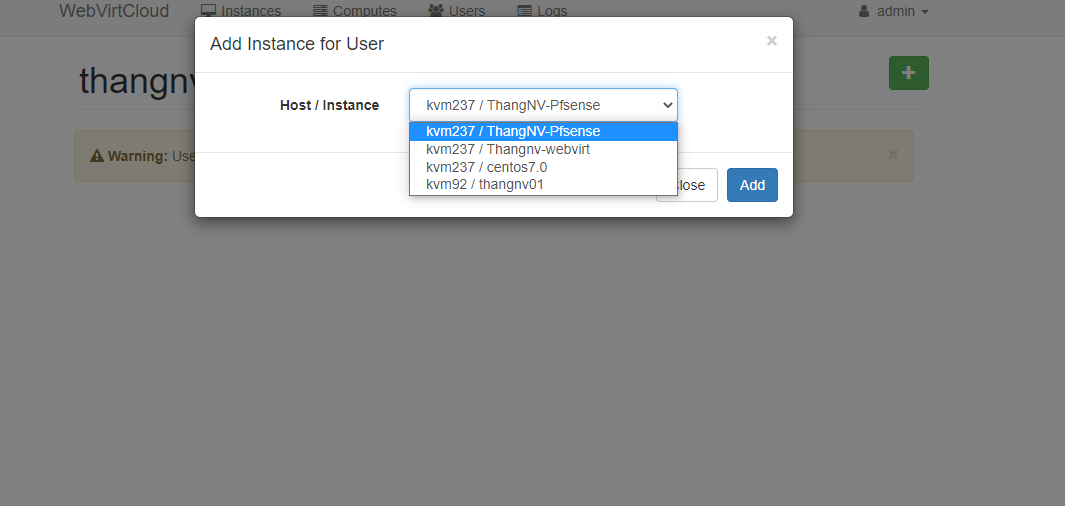 WebVirtCloud Instances Computes Users Logs admin
Add Instance for User ×
thangnv
Host / Instance kvm237 / ThangNV-Pfsense
kvm237 / ThangNV-Pfsense
kvm237 / Thangnv-webvirt
kvm237 / centos7.0
kvm92 / thangnv01
Warning: Use ×
Add